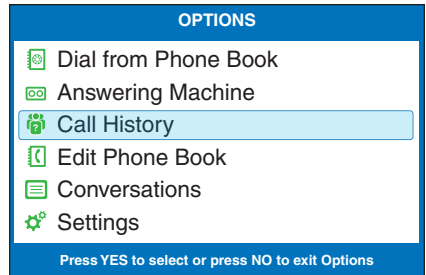 OPTIONS
Dial from Phone Book
Answering Machine
Call History
Edit Phone Book
Conversations
Settings
Press YES to select or press NO to exit Options